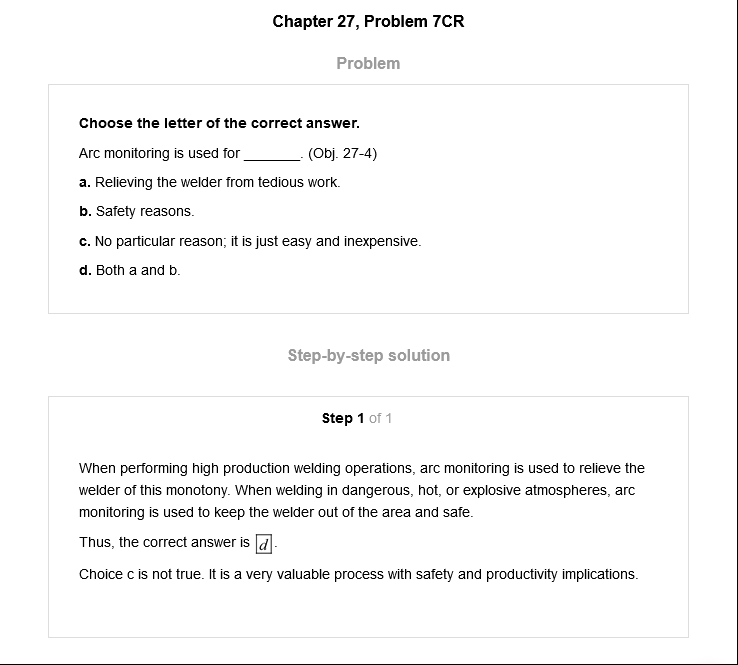 Chapter 27, Problem 7CR
Problem
Choose the letter of the correct answer.
Arc monitoring is used for _______. (Obj. 27-4)
a. Relieving the welder from tedious work.
b. Safety reasons.
c. No particular reason; it is just easy and inexpensive.
d. Both a and b.
Step-by-step solution
Step 1 of 1
When performing high production welding operations, arc monitoring is used to relieve the
welder of this monotony. When welding in dangerous, hot, or explosive atmospheres, arc
monitoring is used to keep the welder out of the area and safe.
Thus, the correct answer is d.
Choice c is not true. It is a very valuable process with safety and productivity implications.